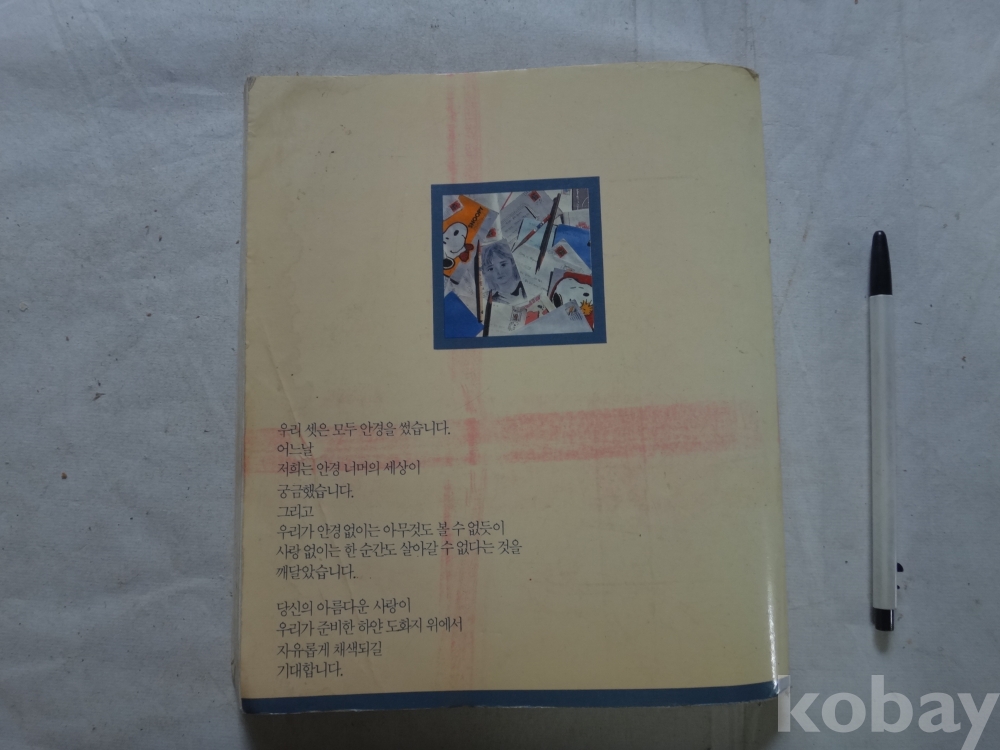 우리 셋은 모두 안경을 썼습니다.
어느날
저희는 안경 너머의 세상이
궁금했습니다.
그리고
우리가 안경 없이는 아무것도 볼 수 없듯이
사랑 없이는 한 순간도 살아갈 수 없다는 것을
깨달았습니다.
당신의 아름다운 사랑이
우리가 준비한 하얀 도화지 위에서
자유롭게 채색되길
기대합니다.
kobay